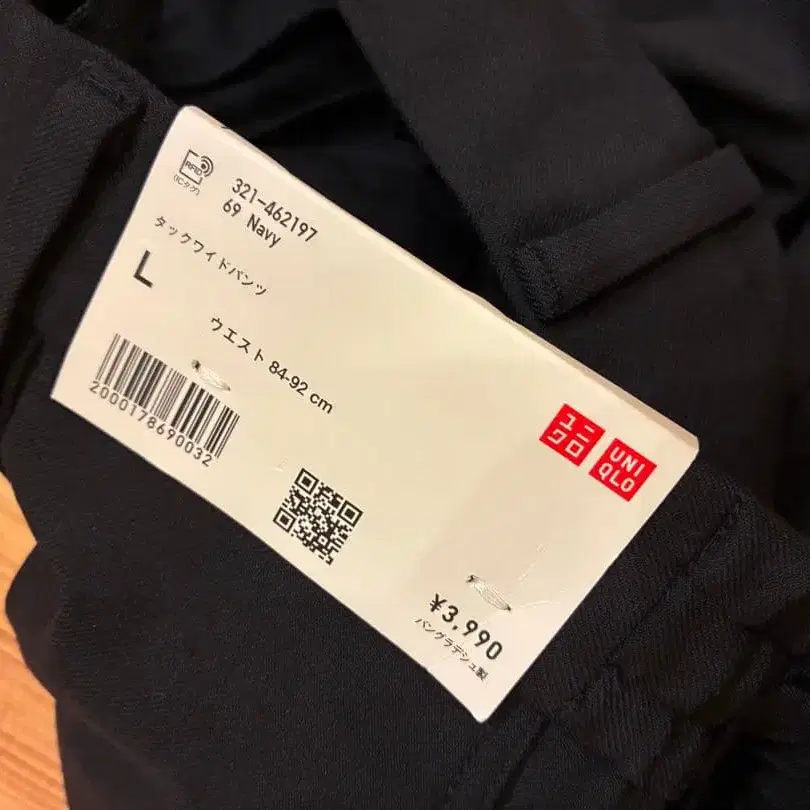 RFID
(ICタグ)
321-462197
69 Navy
タックワイドパンツ
L
ウエスト 84-92 cm
2000178690032
ユニ
クロ
UNI
QLO
¥3,990
バングラデシュ製